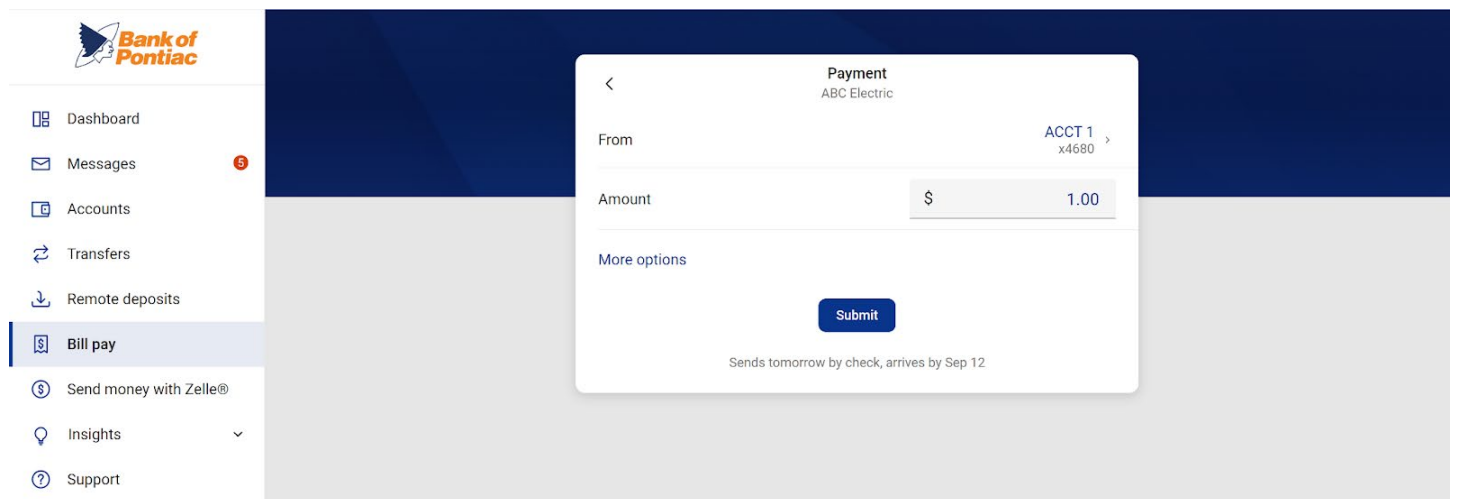 Bank of
Pontiac
Dashboard
Messages
5
Accounts
Transfers
Remote deposits
Bill pay
Send money with Zelle®
Insights
Support
Payment
ABC Electric
From
ACCT 1
x4680
Amount
$ 1.00
More options
Submit
Sends tomorrow by check, arrives by Sep 12